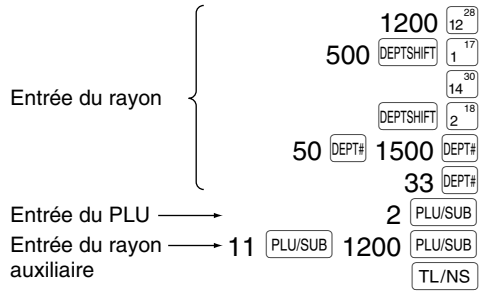 1200 12 28
500 DEPTSHIFT 1 17
14 30
Entrée du rayon
DEPTSHIFT 2 18
50 DEPT# 1500 DEPT#
33 DEPT#
Entrée du PLU 2 PLU/SUB
Entrée du rayon 11 PLU/SUB 1200 PLU/SUB
auxiliaire
TL/NS